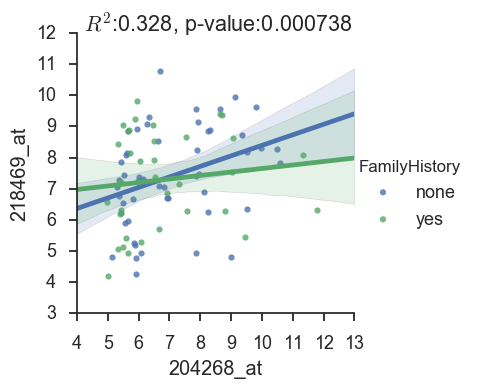 R²:0.328, p-value:0.000738
12
11
10
9
8
7
6
5
4
3
218469_at
4 5 6 7 8 9 10 11 12 13
204268_at
FamilyHistory
none
yes